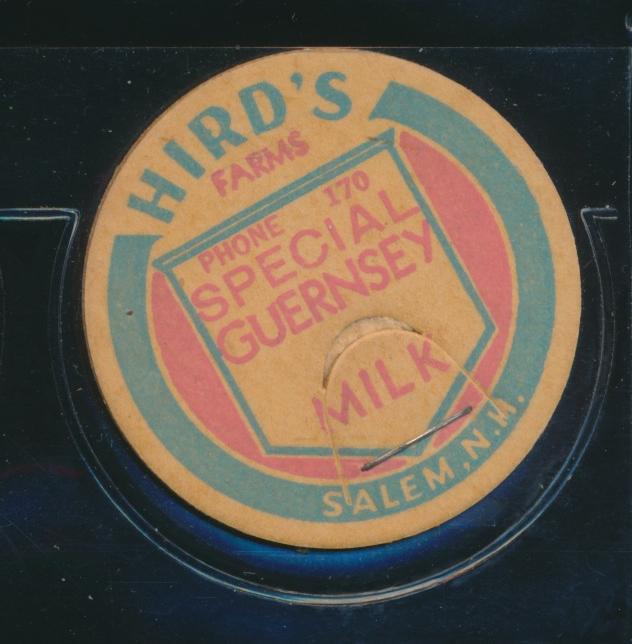 HIRD'S
FARMS
PHONE 170
SPECIAL
GUERNSEY
MILK
SALEM, N.H.